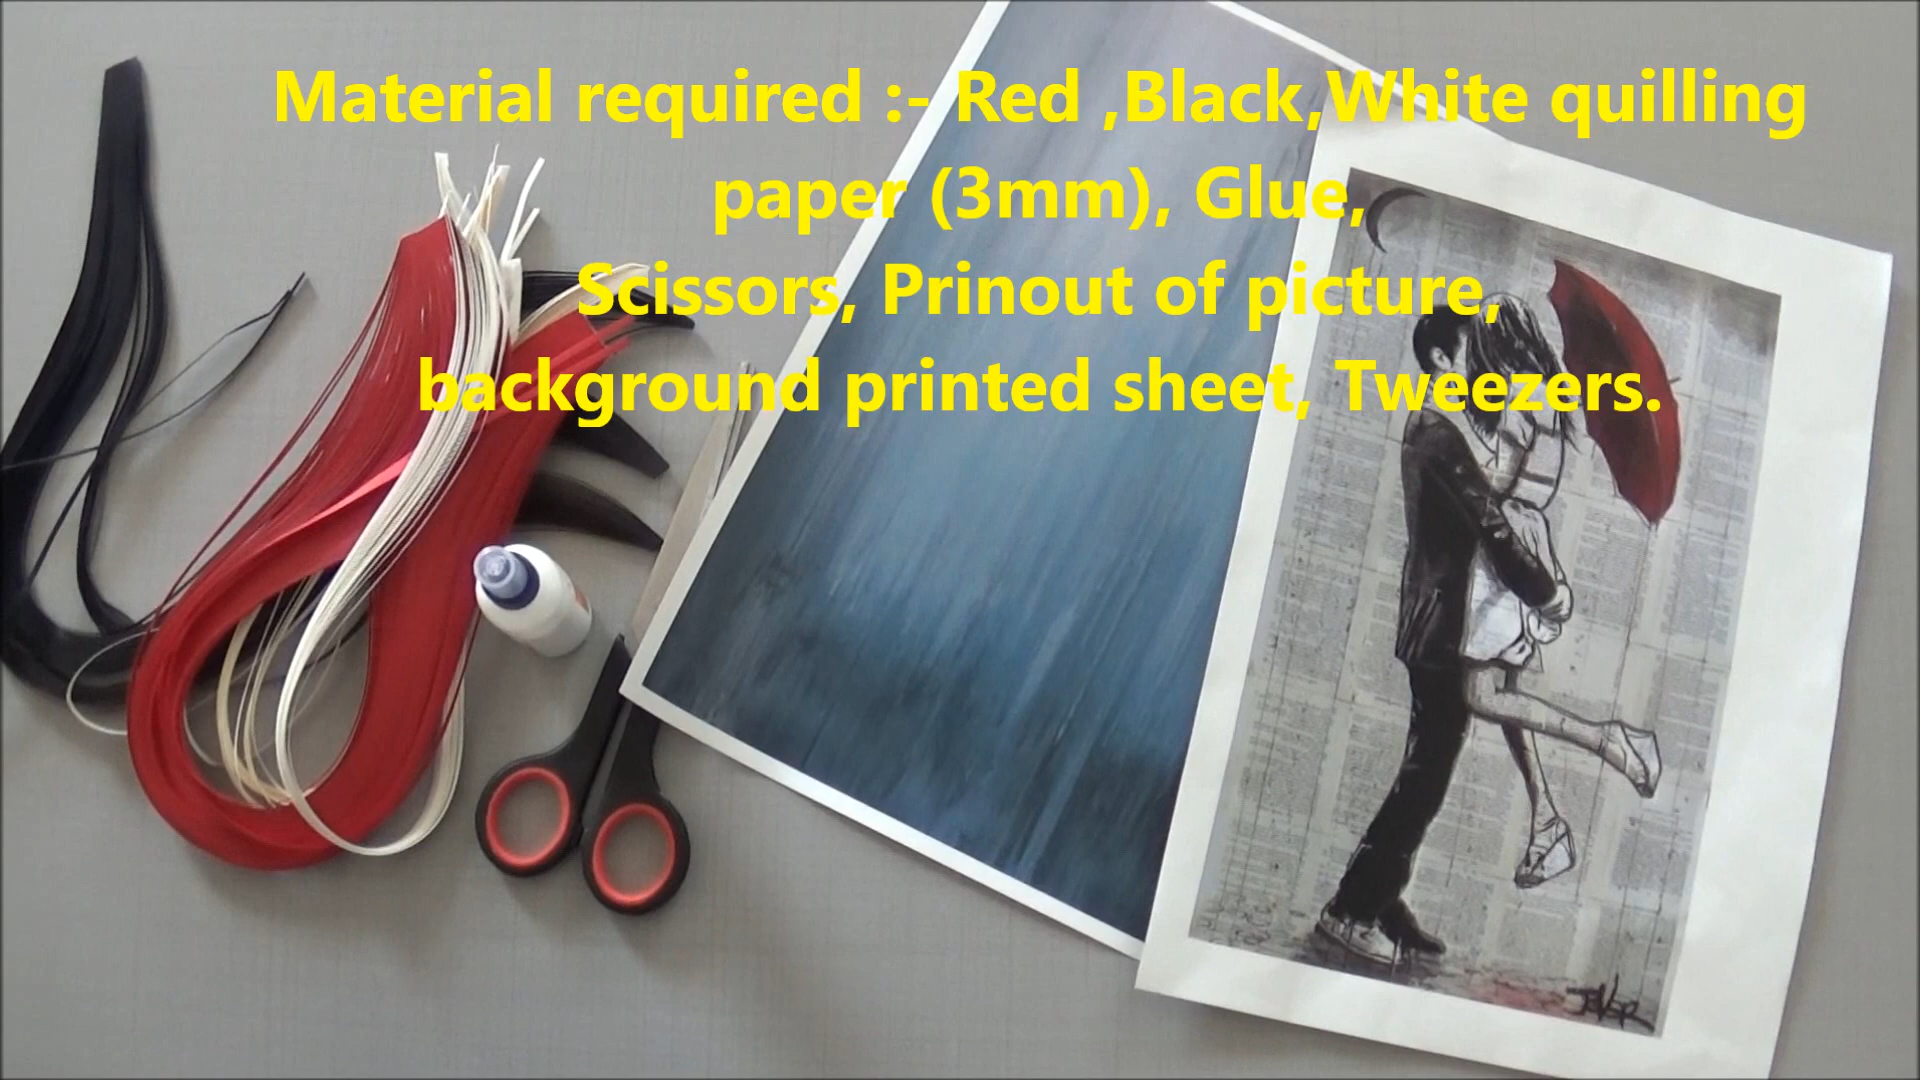 Material required :- Red ,Black,White quilling
paper (3mm), Glue,
Scissors, Prinout of picture,
background printed sheet, Tweezers.